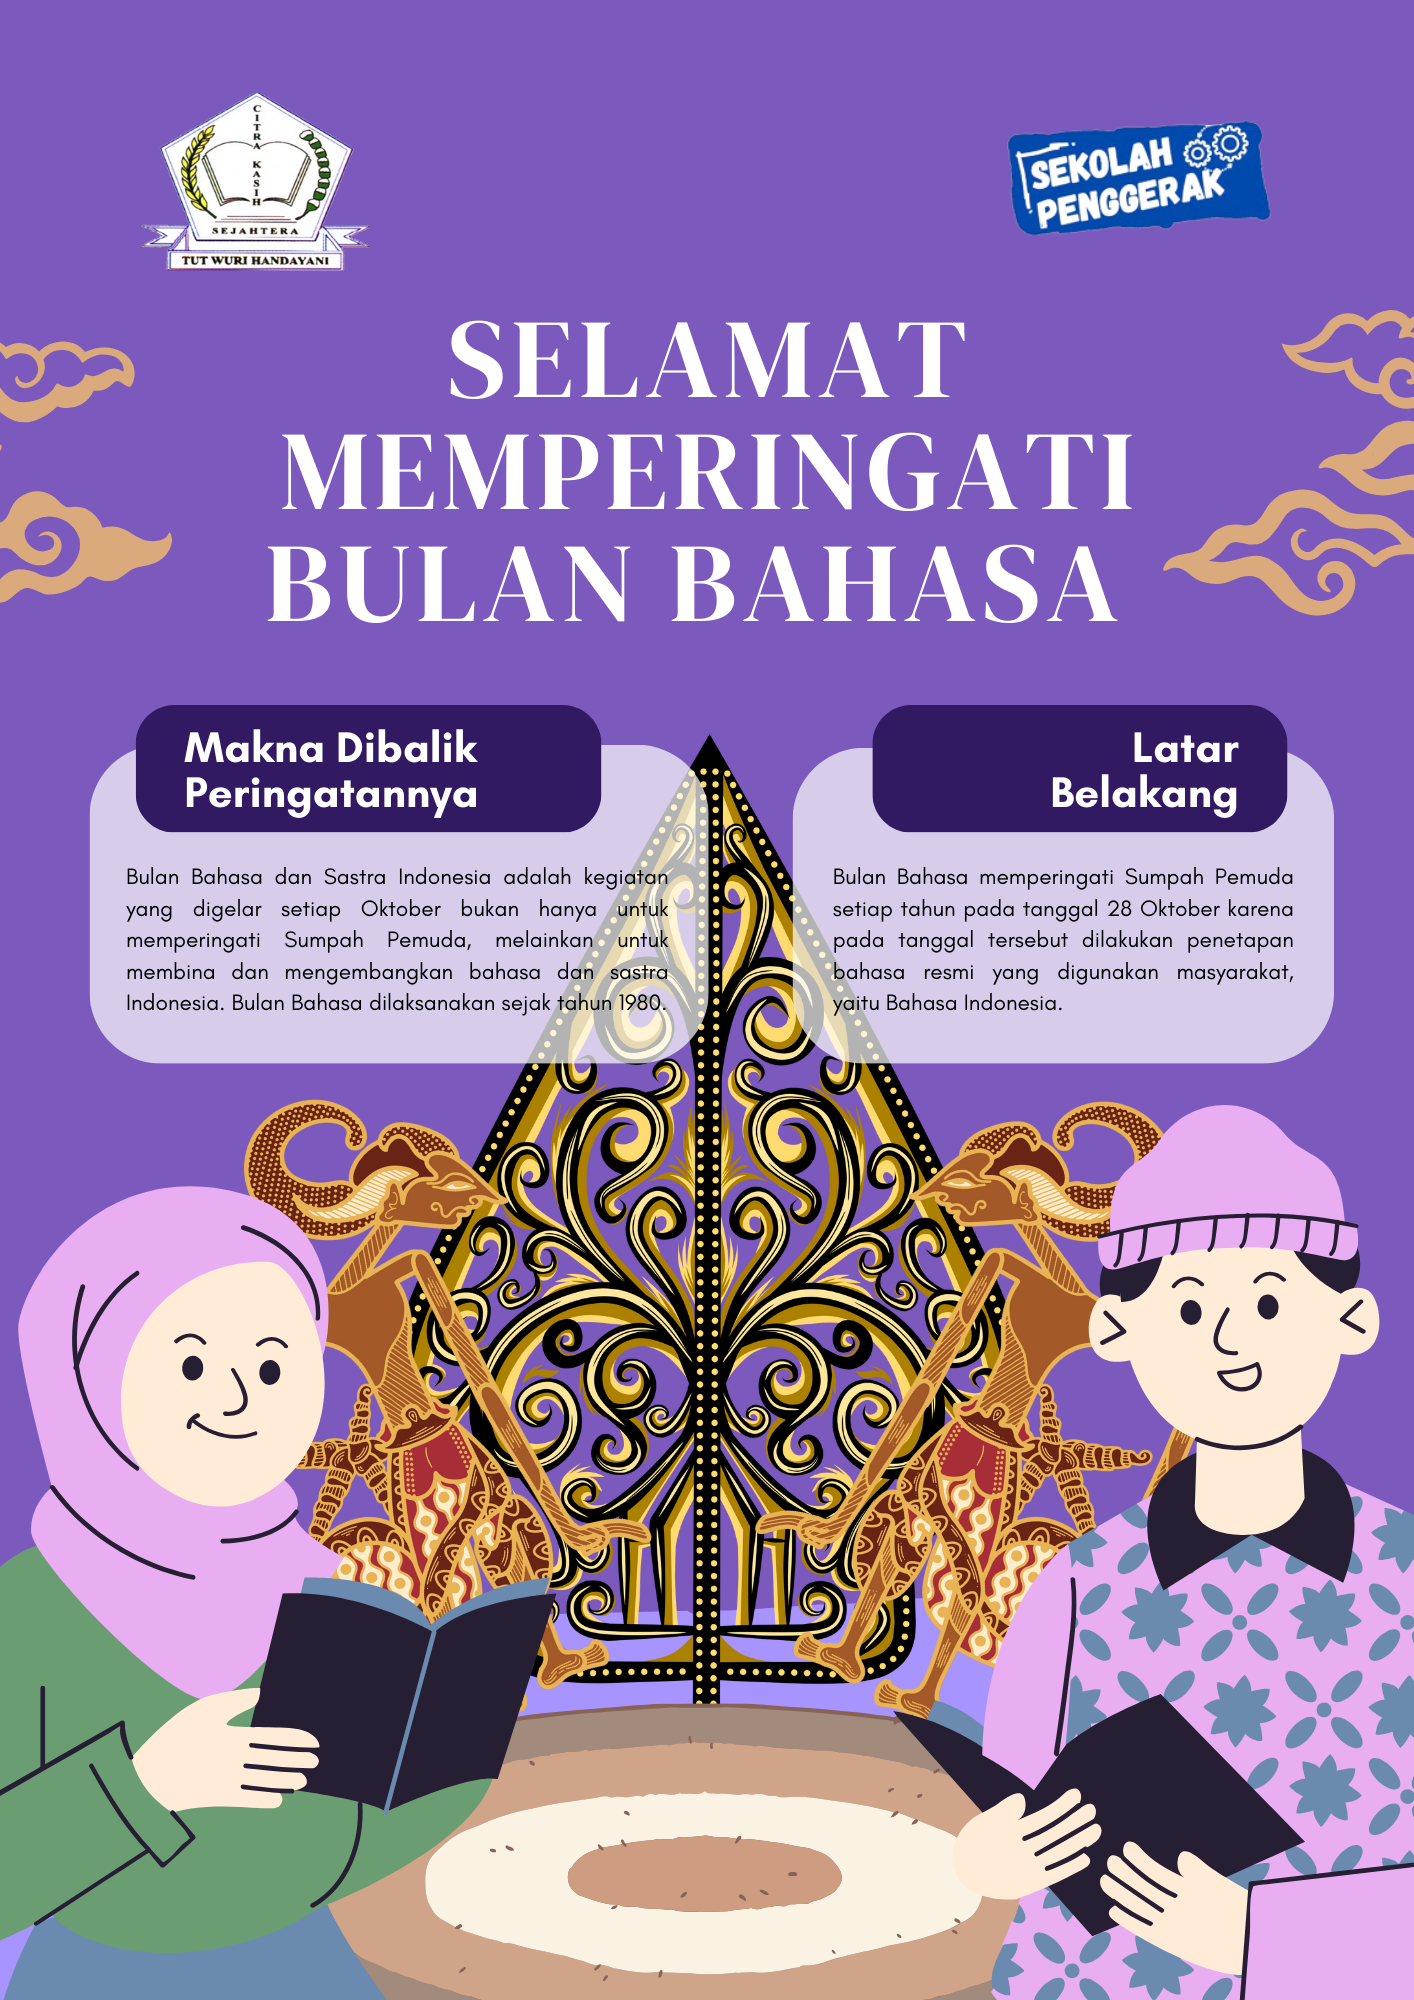 CITRA KASIH
SEJAHTERA
TUT WURI HANDAYANI
SEKOLAH
PENGGERAK
SELAMAT
MEMPERINGATI
BULAN BAHASA
Makna Dibalik
Peringatannya
Bulan Bahasa dan Sastra Indonesia adalah kegiatan
yang digelar setiap Oktober bukan hanya untuk
memperingati Sumpah Pemuda, melainkan untuk
membina dan mengembangkan bahasa dan sastra
Indonesia. Bulan Bahasa dilaksanakan sejak tahun 1980.
Latar
Belakang
Bulan Bahasa memperingati Sumpah Pemuda
setiap tahun pada tanggal 28 Oktober karena
pada tanggal tersebut dilakukan penetapan
bahasa resmi yang digunakan masyarakat,
yaitu Bahasa Indonesia.